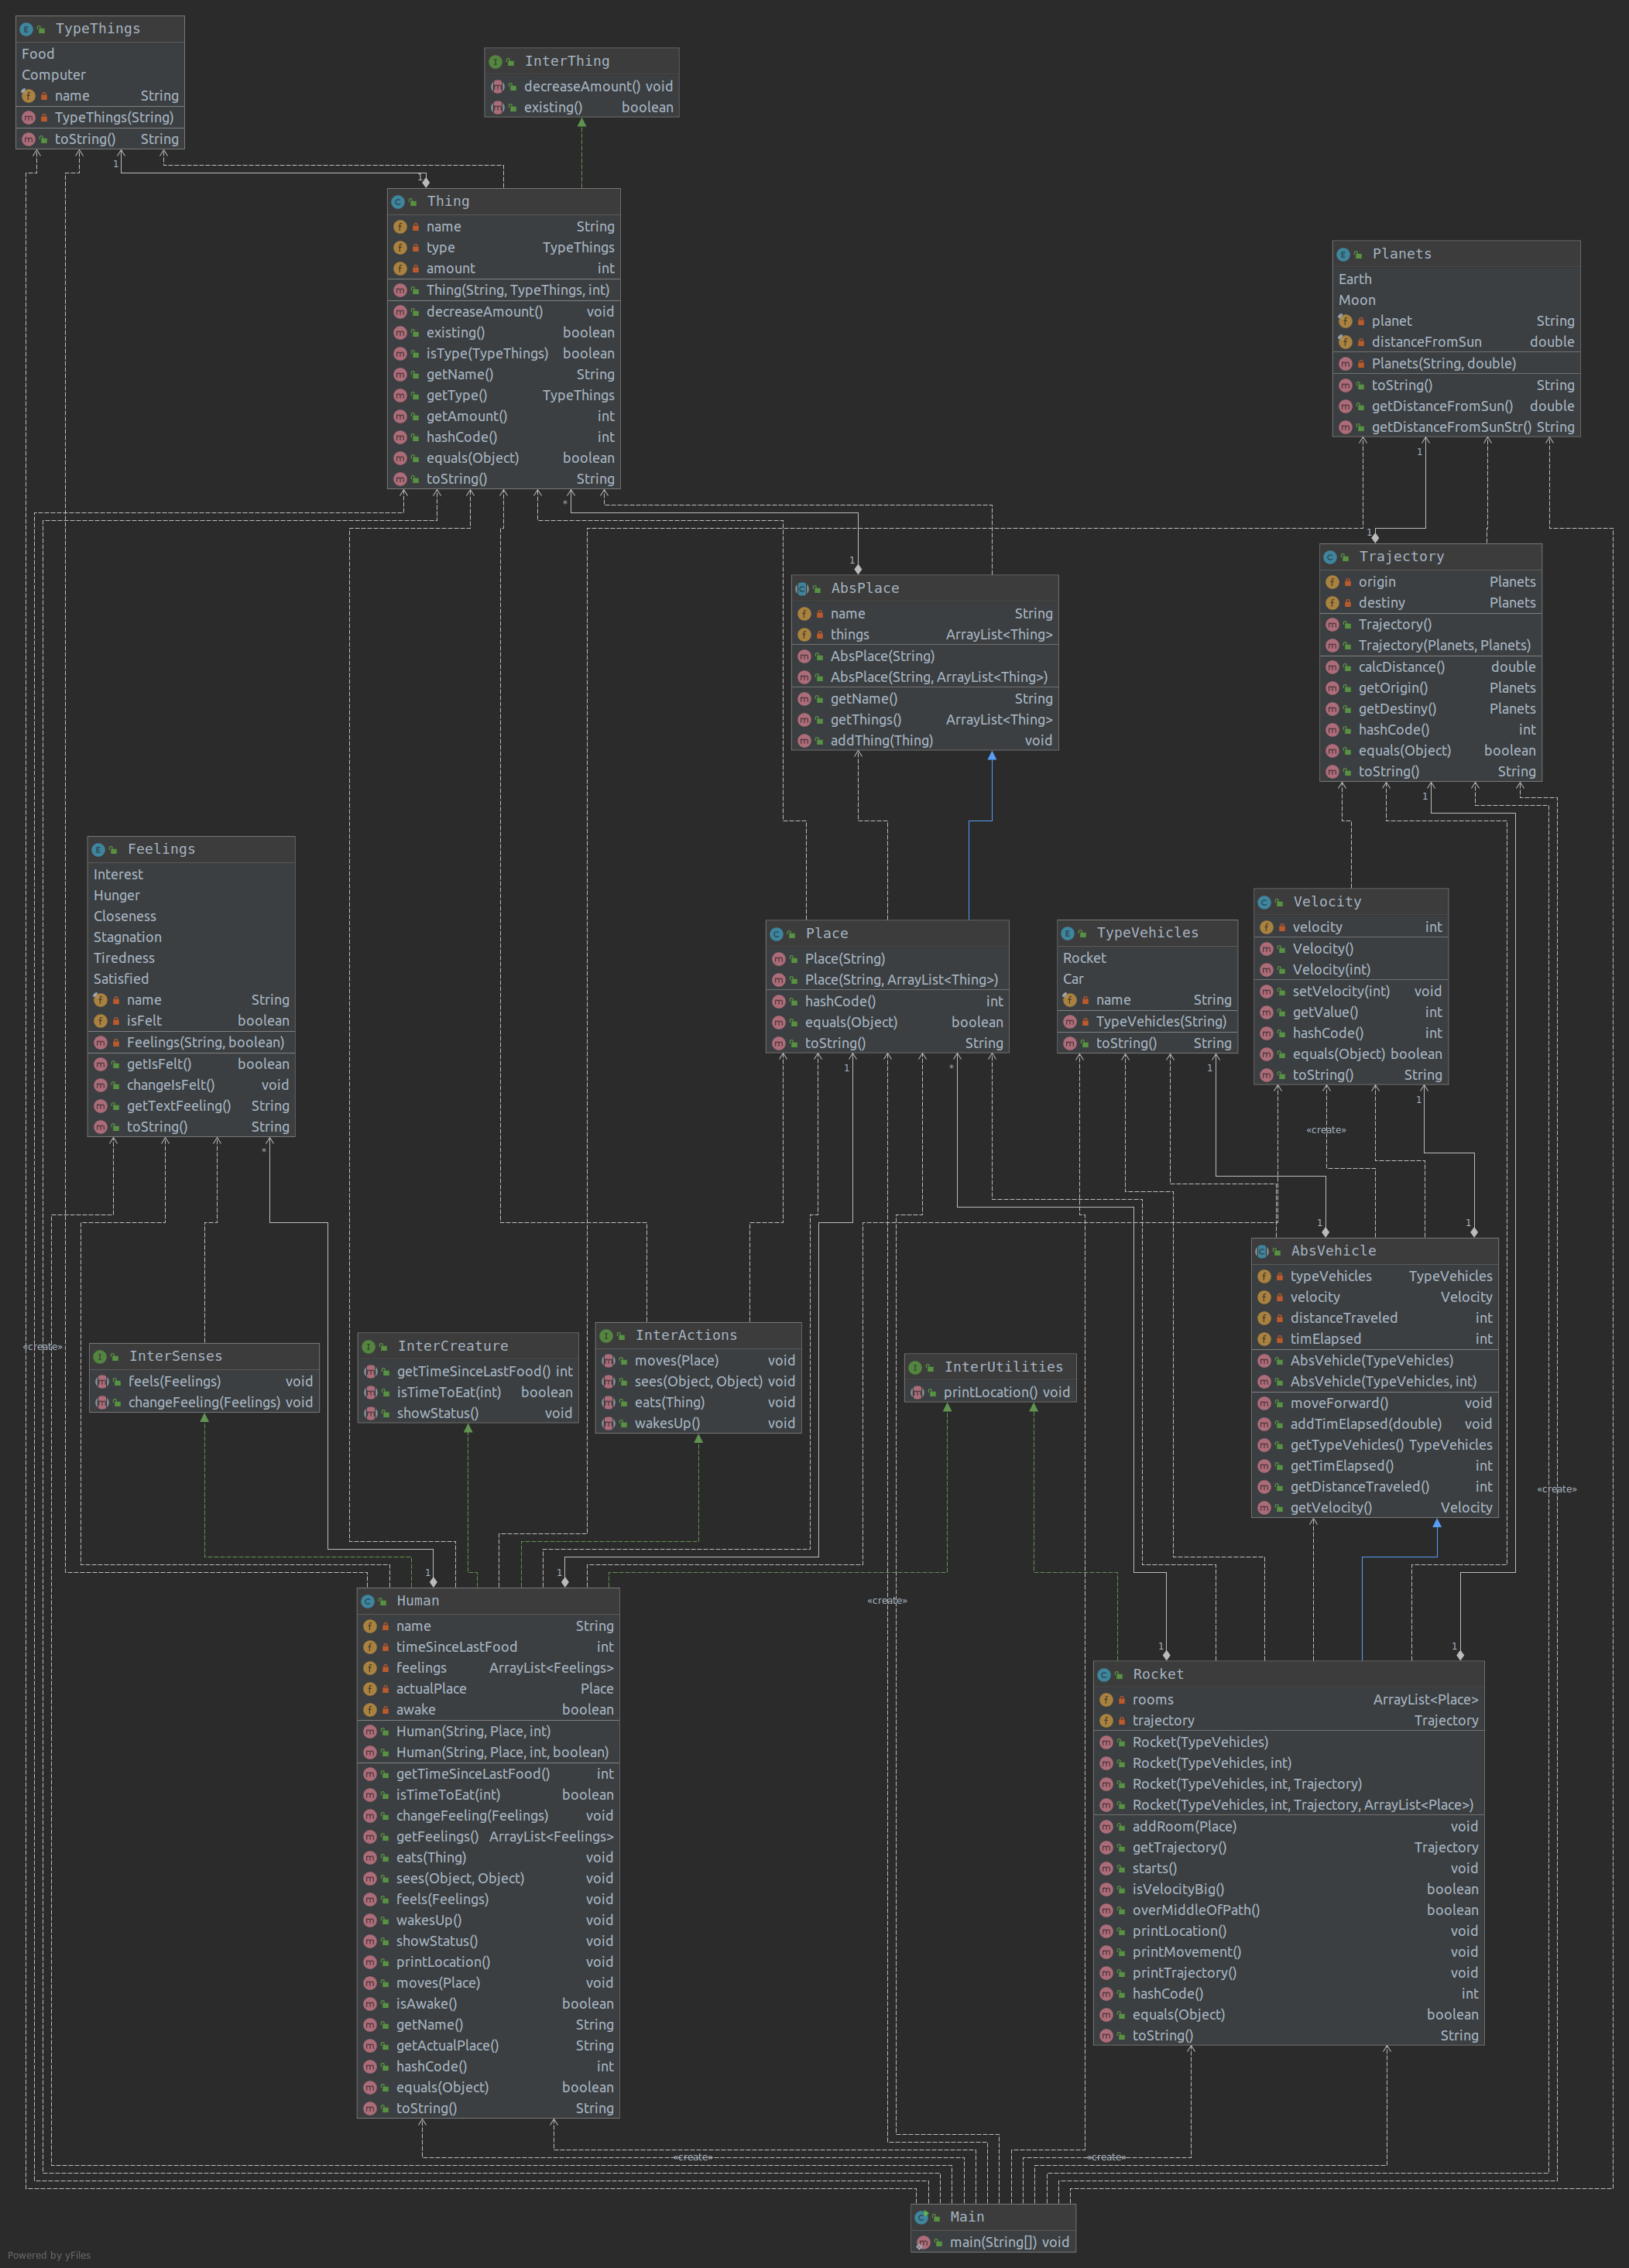 TypeThings
Food
Computer
name String
TypeThings(String)
toString() String
InterThing
decreaseAmount() void
existing() boolean
1
1
Thing
name String
type TypeThings
amount int
Thing(String, TypeThings, int)
decreaseAmount() void
existing() boolean
isType(TypeThings) boolean
getName() String
getType() TypeThings
getAmount() int
hashCode() int
equals(Object) boolean
toString() String
Planets
Earth
Moon
planet String
distanceFromSun double
Planets(String, double)
toString() String
getDistanceFromSun() double
getDistanceFromSunStr() String
1
*
1
1
Trajectory
origin Planets
destiny Planets
Trajectory()
Trajectory(Planets, Planets)
calcDistance() double
getOrigin() Planets
getDestiny() Planets
hashCode() int
equals(Object) boolean
toString() String
AbsPlace
name String
things ArrayList<Thing>
AbsPlace(String)
AbsPlace(String, ArrayList<Thing>)
getName() String
getThings() ArrayList<Thing>
addThing(Thing) void
1
Feelings
Interest
Hunger
Closeness
Stagnation
Tiredness
Satisfied
name String
isFelt boolean
Feelings(String, boolean)
getIsFelt() boolean
changeIsFelt() void
getTextFeeling() String
toString() String
Place
Place(String)
Place(String, ArrayList<Thing>)
hashCode() int
equals(Object) boolean
toString() String
TypeVehicles
Rocket
Car
name String
TypeVehicles(String)
toString() String
Velocity
velocity int
Velocity()
Velocity(int)
setVelocity(int) void
getValue() int
hashCode() int
equals(Object) boolean
toString() String
1
*
1
1
«create»
*
1
1
AbsVehicle
typeVehicles TypeVehicles
velocity Velocity
distanceTraveled int
timElapsed int
AbsVehicle(TypeVehicles)
AbsVehicle(TypeVehicles, int)
moveForward() void
addTimElapsed(double) void
getTypeVehicles() TypeVehicles
getTimElapsed() int
getDistanceTraveled() int
getVelocity() Velocity
«create»
InterSenses
feels(Feelings) void
changeFeeling(Feelings) void
InterCreature
getTimeSinceLastFood() int
isTimeToEat(int) boolean
showStatus() void
InterActions
moves(Place) void
sees(Object, Object) void
eats(Thing) void
wakesUp() void
InterUtilities
printLocation() void
«create»
1
1
«create»
Human
name String
timeSinceLastFood int
feelings ArrayList<Feelings>
actualPlace Place
awake boolean
Human(String, Place, int)
Human(String, Place, int, boolean)
getTimeSinceLastFood() int
isTimeToEat(int) boolean
changeFeeling(Feelings) void
getFeelings() ArrayList<Feelings>
eats(Thing) void
sees(Object, Object) void
feels(Feelings) void
wakesUp() void
showStatus() void
printLocation() void
moves(Place) void
isAwake() boolean
getName() String
getActualPlace() String
hashCode() int
equals(Object) boolean
toString() String
1
1
Rocket
rooms ArrayList<Place>
trajectory Trajectory
Rocket(TypeVehicles)
Rocket(TypeVehicles, int)
Rocket(TypeVehicles, int, Trajectory)
Rocket(TypeVehicles, int, Trajectory, ArrayList<Place>)
addRoom(Place) void
getTrajectory() Trajectory
starts() void
isVelocityBig() boolean
overMiddleOfPath() boolean
printLocation() void
printMovement() void
printTrajectory() void
hashCode() int
equals(Object) boolean
toString() String
«create»
«create»
Main
main(String[]) void
Powered by yFiles